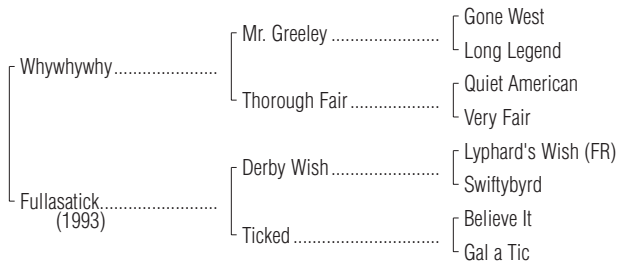 Gone West
Mr. Greeley ....................
Long Legend
Whywhywhy....................
Quiet American
Thorough Fair ..................
Very Fair
Lyphard's Wish (FR)
Derby Wish ....................
Swiftybyrd
Fullasatick.......................
(1993)
Believe It
Ticked ...........................
Gal a Tic